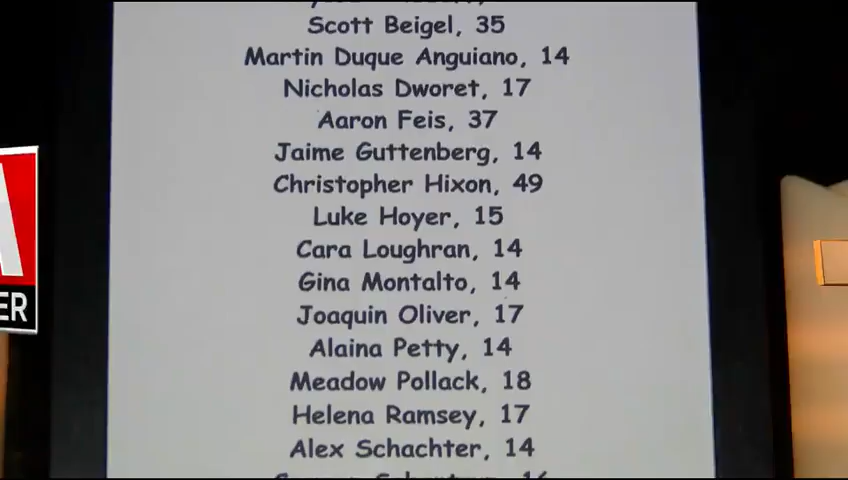 Scott Beigel, 35
Martin Duque Anguiano, 14
Nicholas Dworet, 17
Aaron Feis, 37
Jaime Guttenberg, 14
Christopher Hixon, 49
Luke Hoyer, 15
Cara Loughran, 14
Gina Montalto, 14
Joaquin Oliver, 17
Alaina Petty, 14
Meadow Pollack, 18
Helena Ramsey, 17
Alex Schachter, 14
A
ER